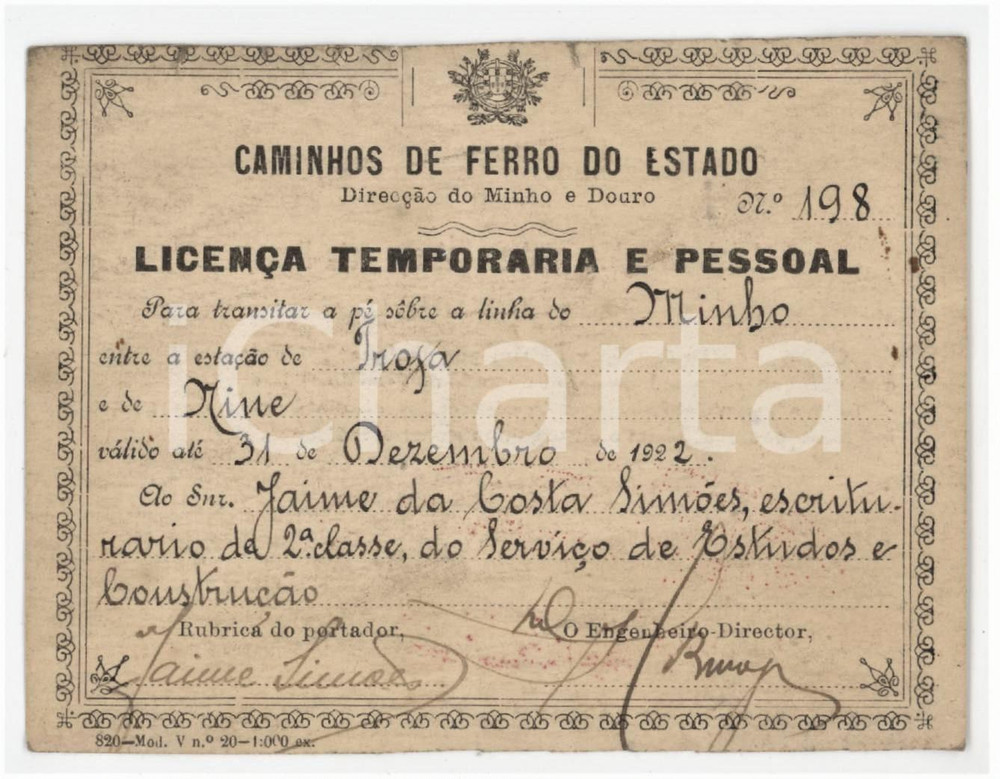 CAMINHOS DE FERRO DO ESTADO
Direcção do Minho e Douro
N.º 198
LICENÇA TEMPORARIA E PESSOAL
Para transitar a pé sôbre a linha do Minho
entre a estação de Trofa
e de Nine
válido até 31 de Dezembro de 1922.
Ao Snr. Jaime da Costa Simões, escritu-
rario de 2ª classe, do Serviço de Estudos e
Construcão
Rubrica do portador,
O Engenheiro-Director,
Jaime Simões
820—Mod. V n.º 20-1:000 ex.
iCharta